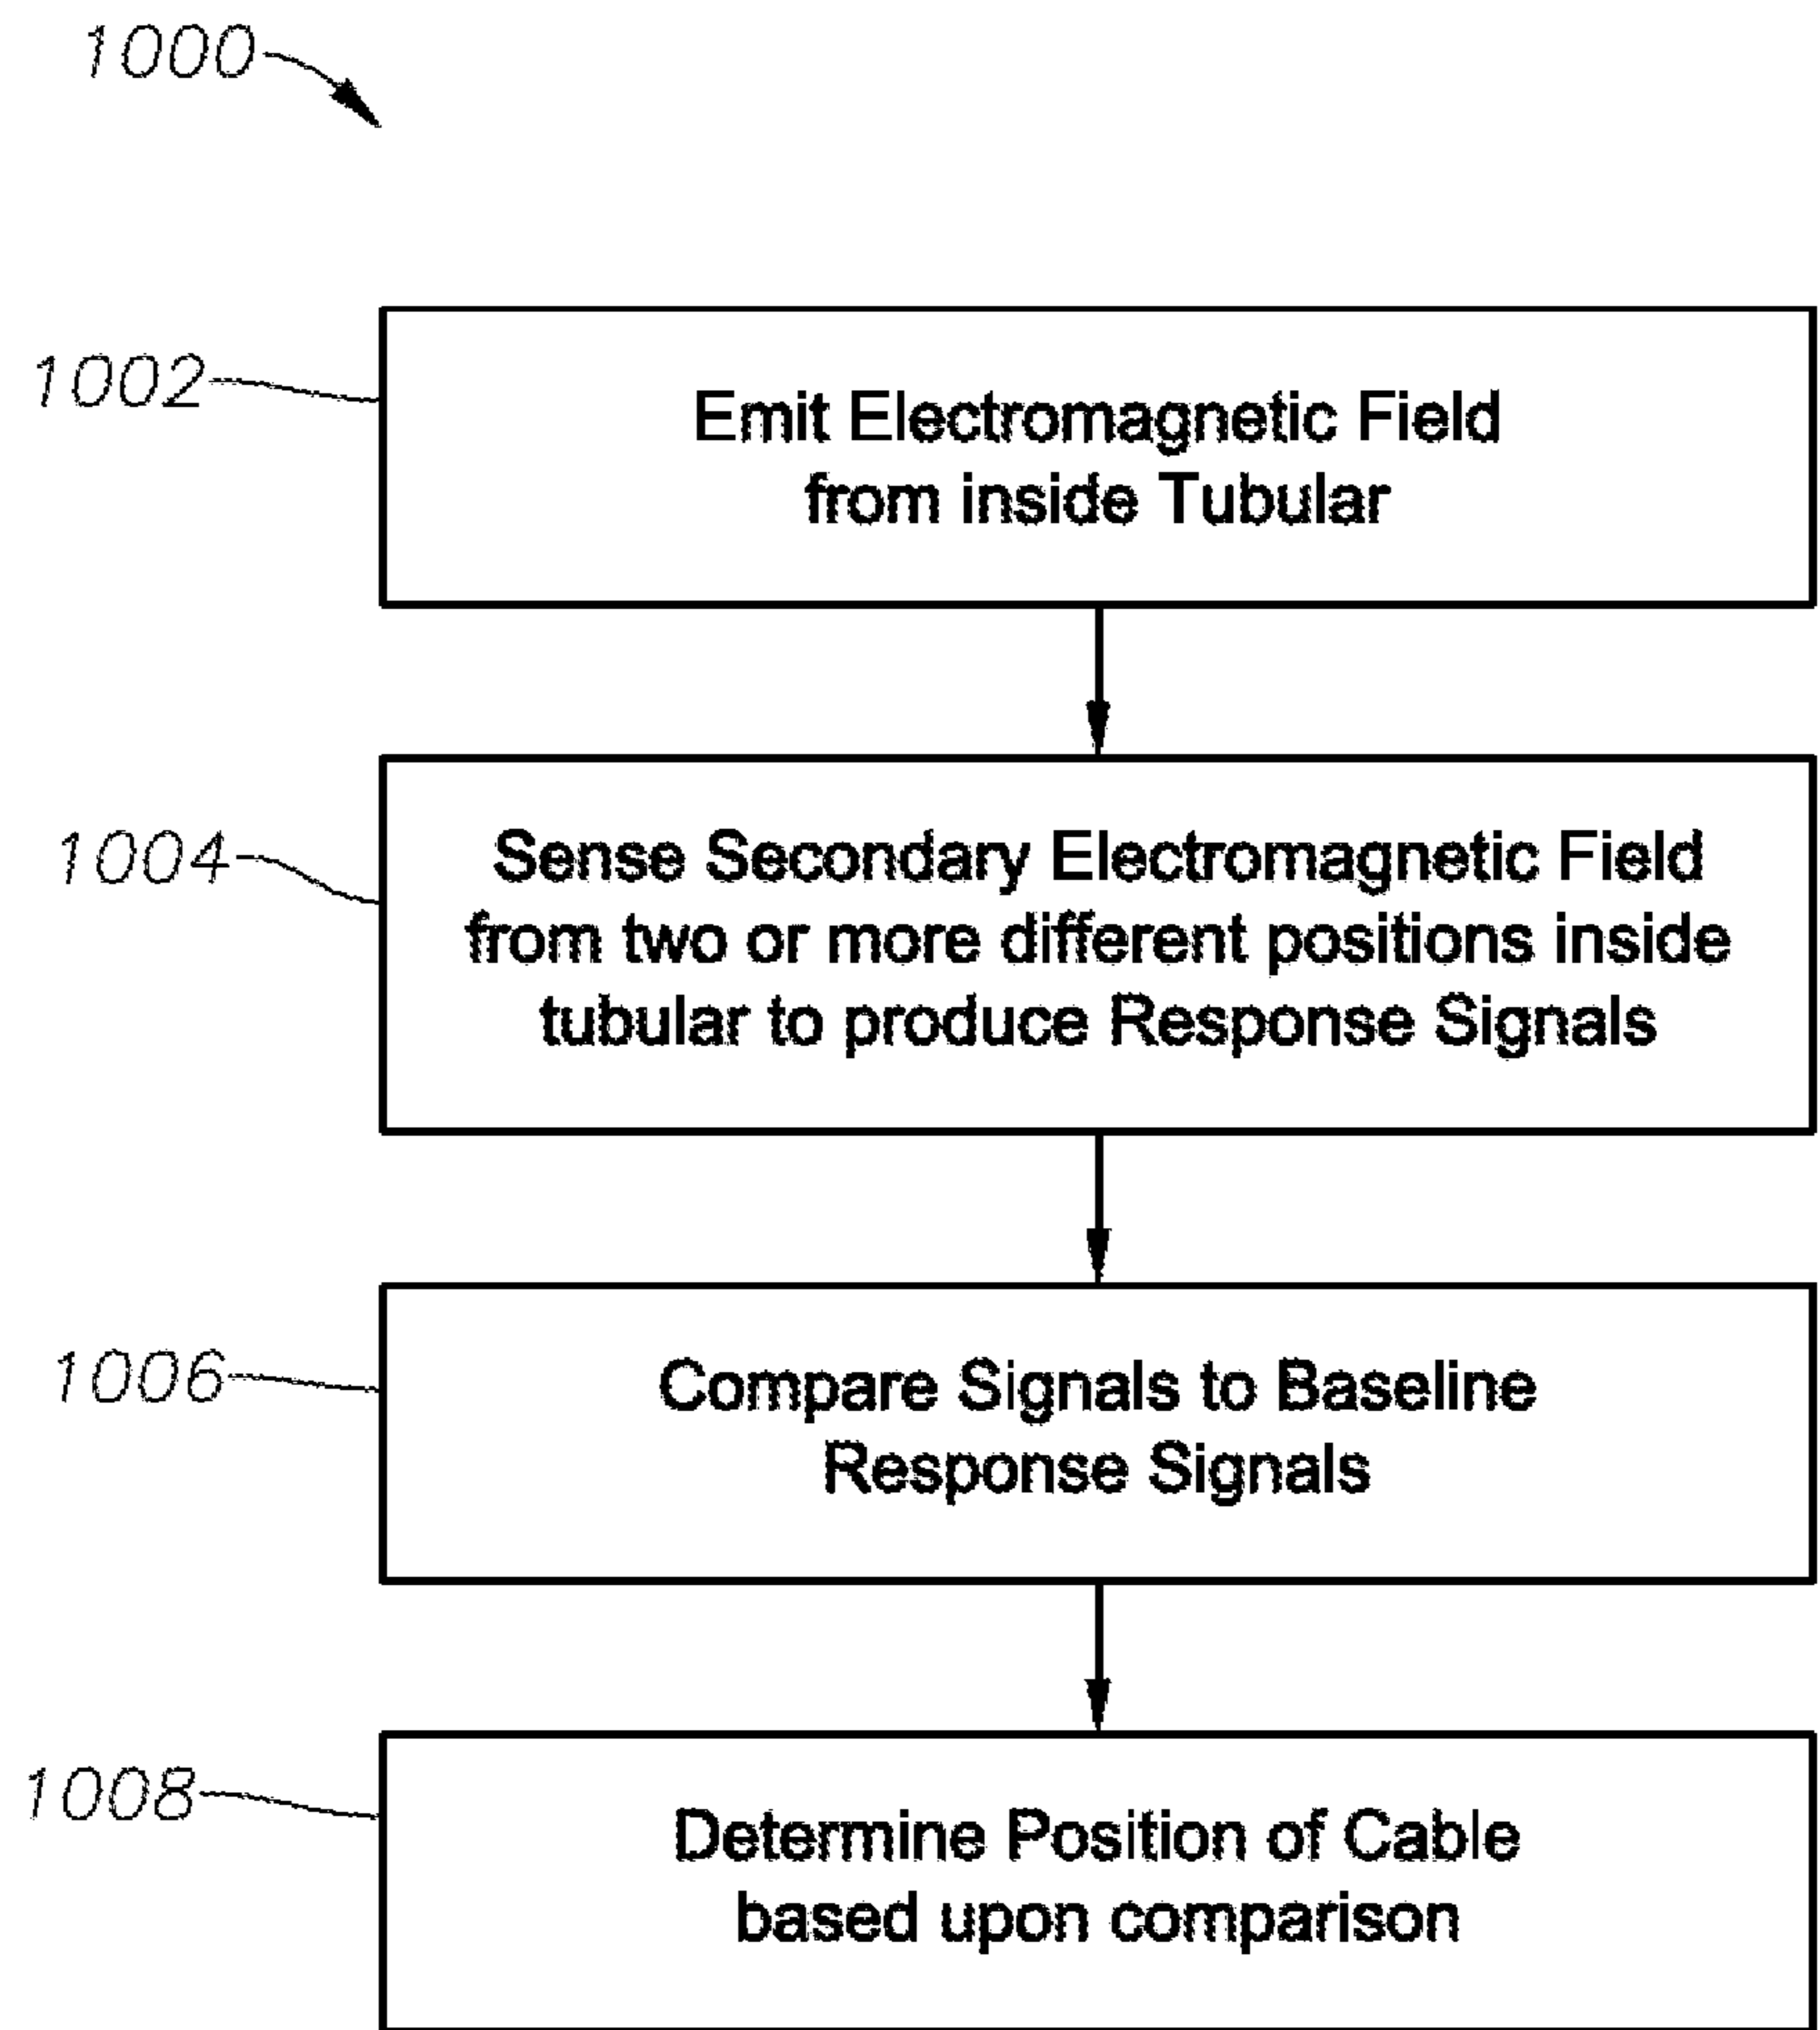 1000
1002
Emit Electromagnetic Field
from inside Tubular
1004
Sense Secondary Electromagnetic Field
from two or more different positions inside
tubular to produce Response Signals
1006
Compare Signals to Baseline
Response Signals
1008
Determine Position of Cable
based upon comparison